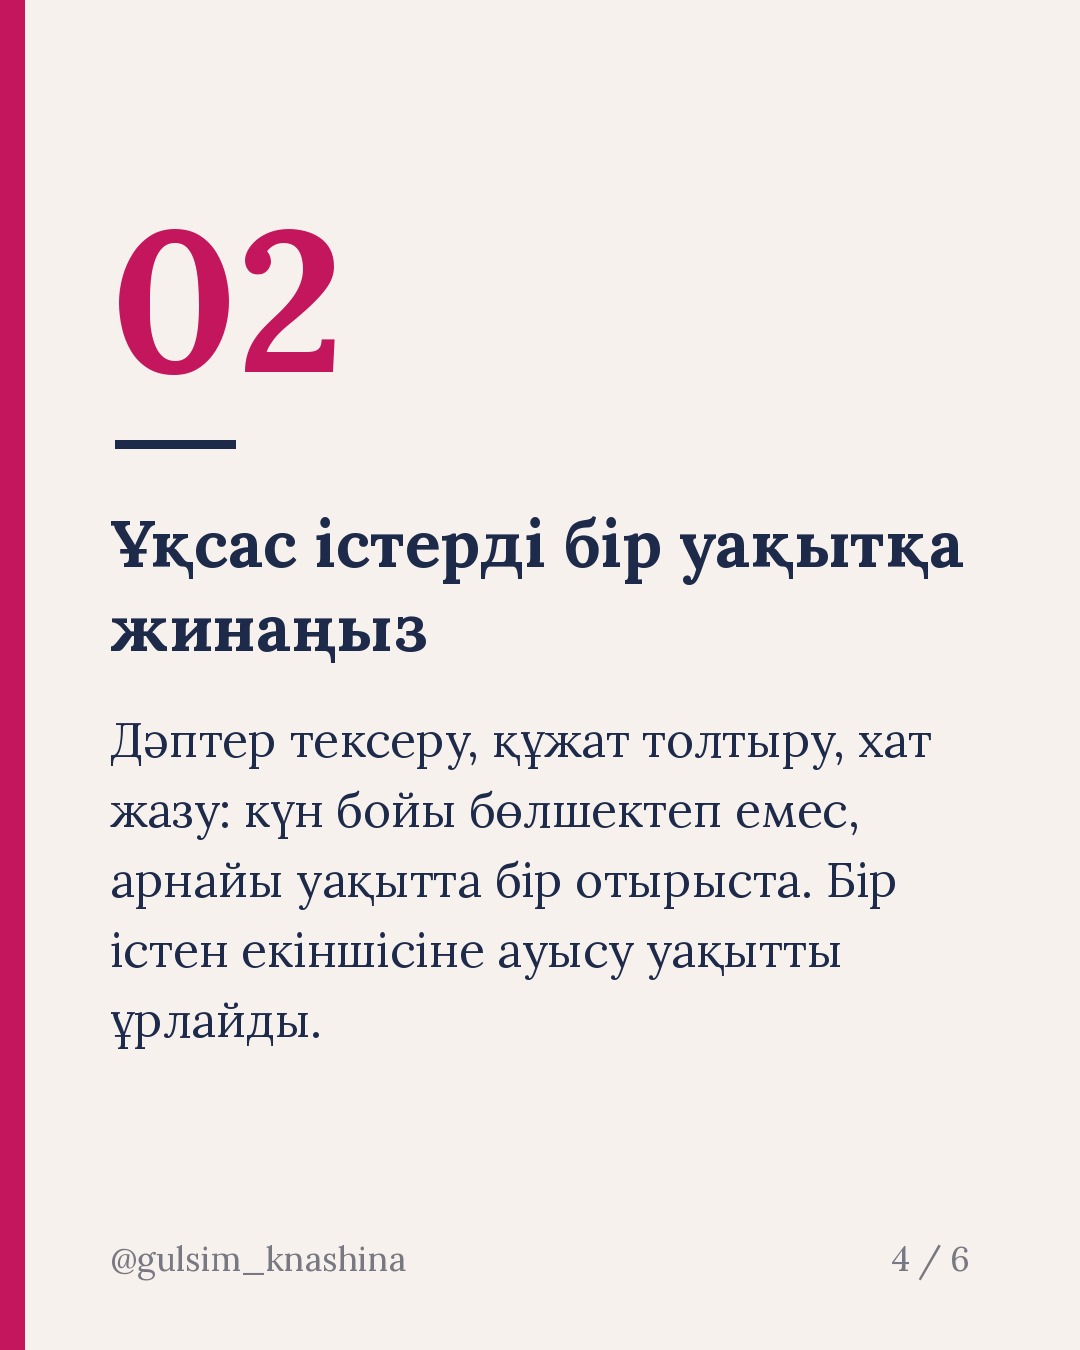 02
Ұқсас істерді бір уақытқа
жинаңыз
Дәптер тексеру, құжат толтыру, хат
жазу: күн бойы бөлшектеп емес,
арнайы уақытта бір отырыста. Бір
істен екіншісіне ауысу уақытты
ұрлайды.
@gulsim_knashina
4 / 6